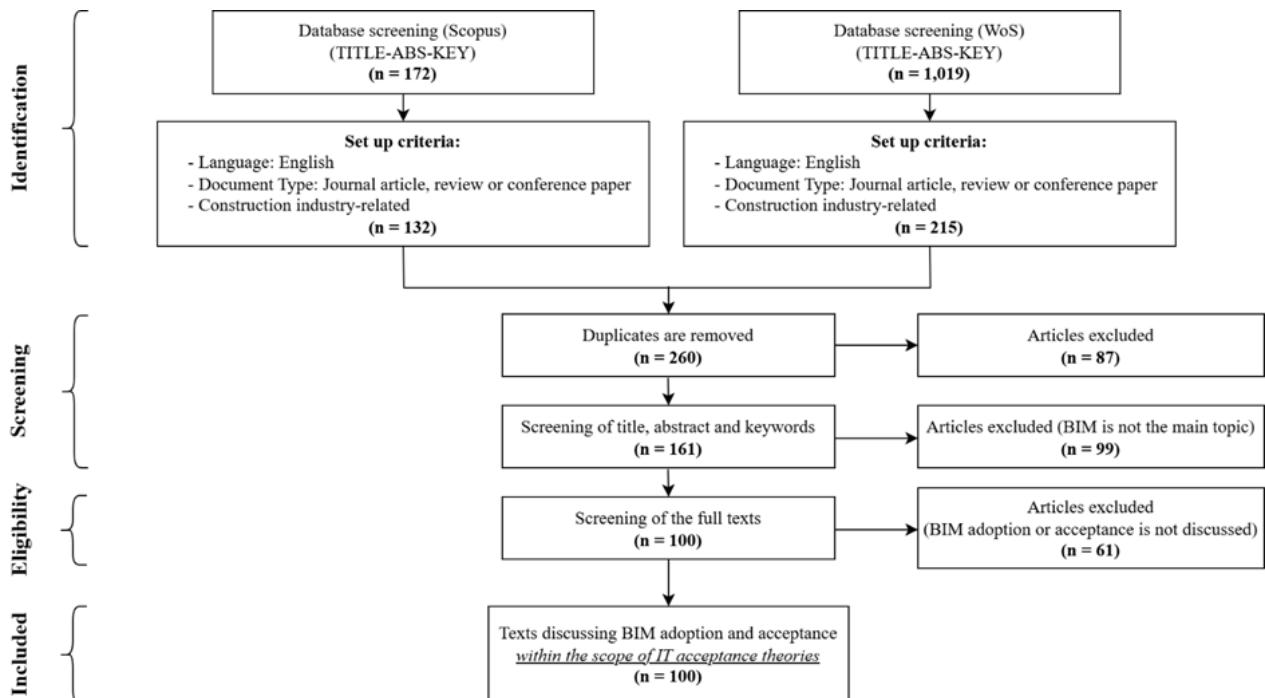 Identification
Database screening (Scopus)
(TITLE-ABS-KEY)
(n = 172)
Database screening (WoS)
(TITLE-ABS-KEY)
(n = 1,019)
Set up criteria:
- Language: English
- Document Type: Journal article, review or conference paper
- Construction industry-related
(n = 132)
Set up criteria:
- Language: English
- Document Type: Journal article, review or conference paper
- Construction industry-related
(n = 215)
Screening
Duplicates are removed
(n = 260)
Articles excluded
(n = 87)
Screening of title, abstract and keywords
(n = 161)
Articles excluded (BIM is not the main topic)
(n = 99)
Eligibility
Screening of the full texts
(n = 100)
Articles excluded
(BIM adoption or acceptance is not discussed)
(n = 61)
Included
Texts discussing BIM adoption and acceptance
within the scope of IT acceptance theories
(n = 100)